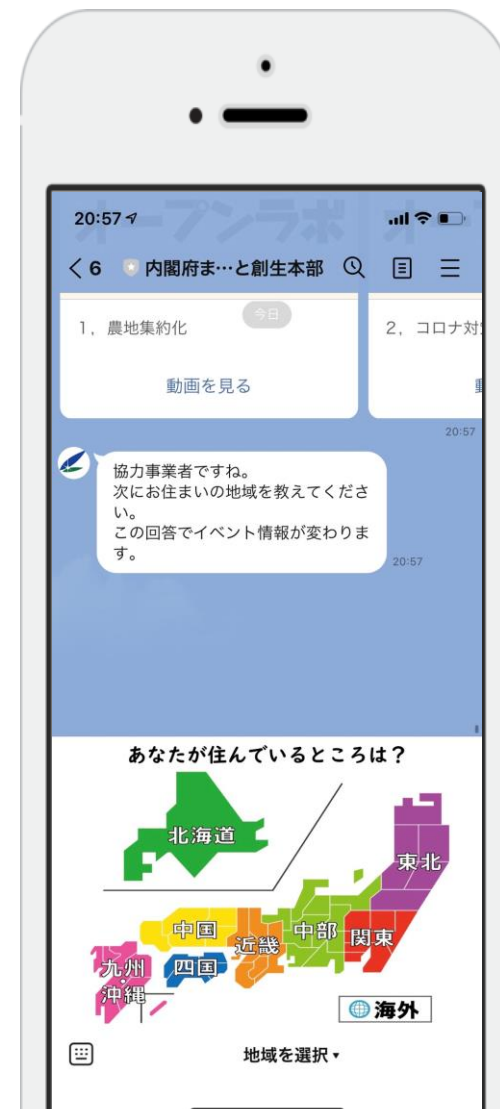 オープンラボ
オ
20:57
6
内閣府ま…と創生本部
今日
1, 農地集約化
2, コロナ対
動画を見る
20:57
協力事業者ですね。
次にお住まいの地域を教えてくださ
い。
この回答でイベント情報が変わりま
す。
20:57
あなたが住んでいるところは？
北海道
東北
中国
近畿
中部
関東
九州
・
沖縄
四国
海外
地域を選択▼